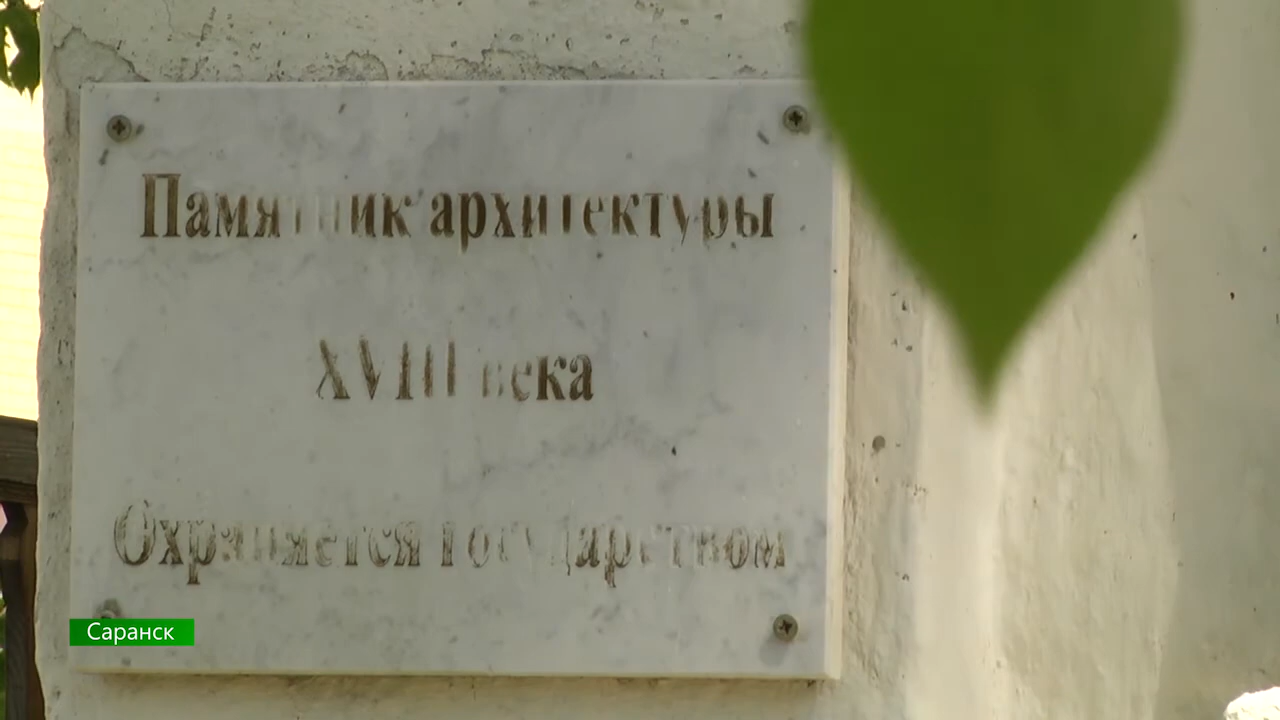 Памятник архитектуры
XVIII века
Охраняется государством
Саранск